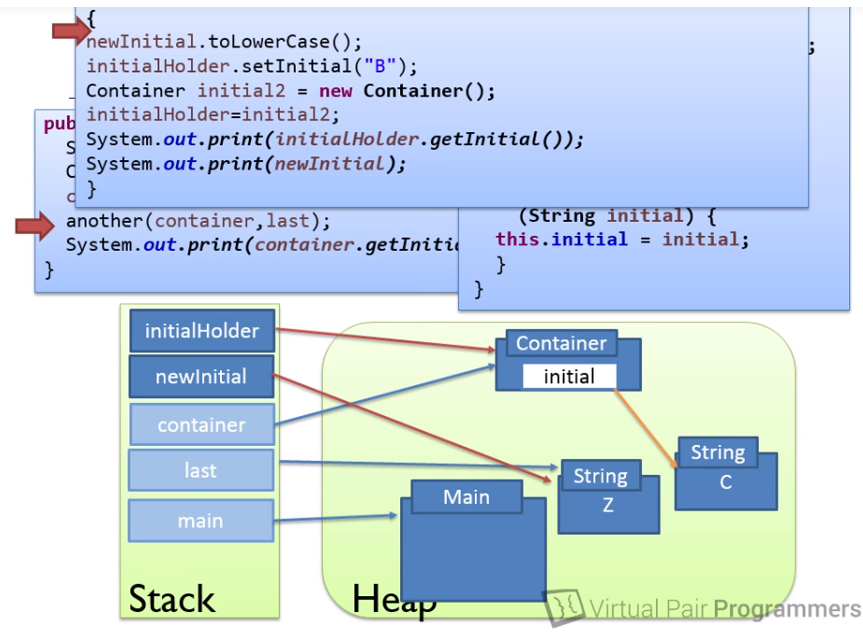 {
newInitial.toLowerCase();
initialHolder.setInitial("B");
Container initial2 = new Container();
initialHolder=initial2;
System.out.print(initialHolder.getInitial());
System.out.print(newInitial);
}
;
pub
S
C
c
another(container,last);
System.out.print(container.getInitia
}
(String initial) {
this.initial = initial;
}
}
initialHolder
newInitial
container
last
main
Stack
Container
initial
String
C
String
Z
Main
Heap
Virtual Pair Programmers